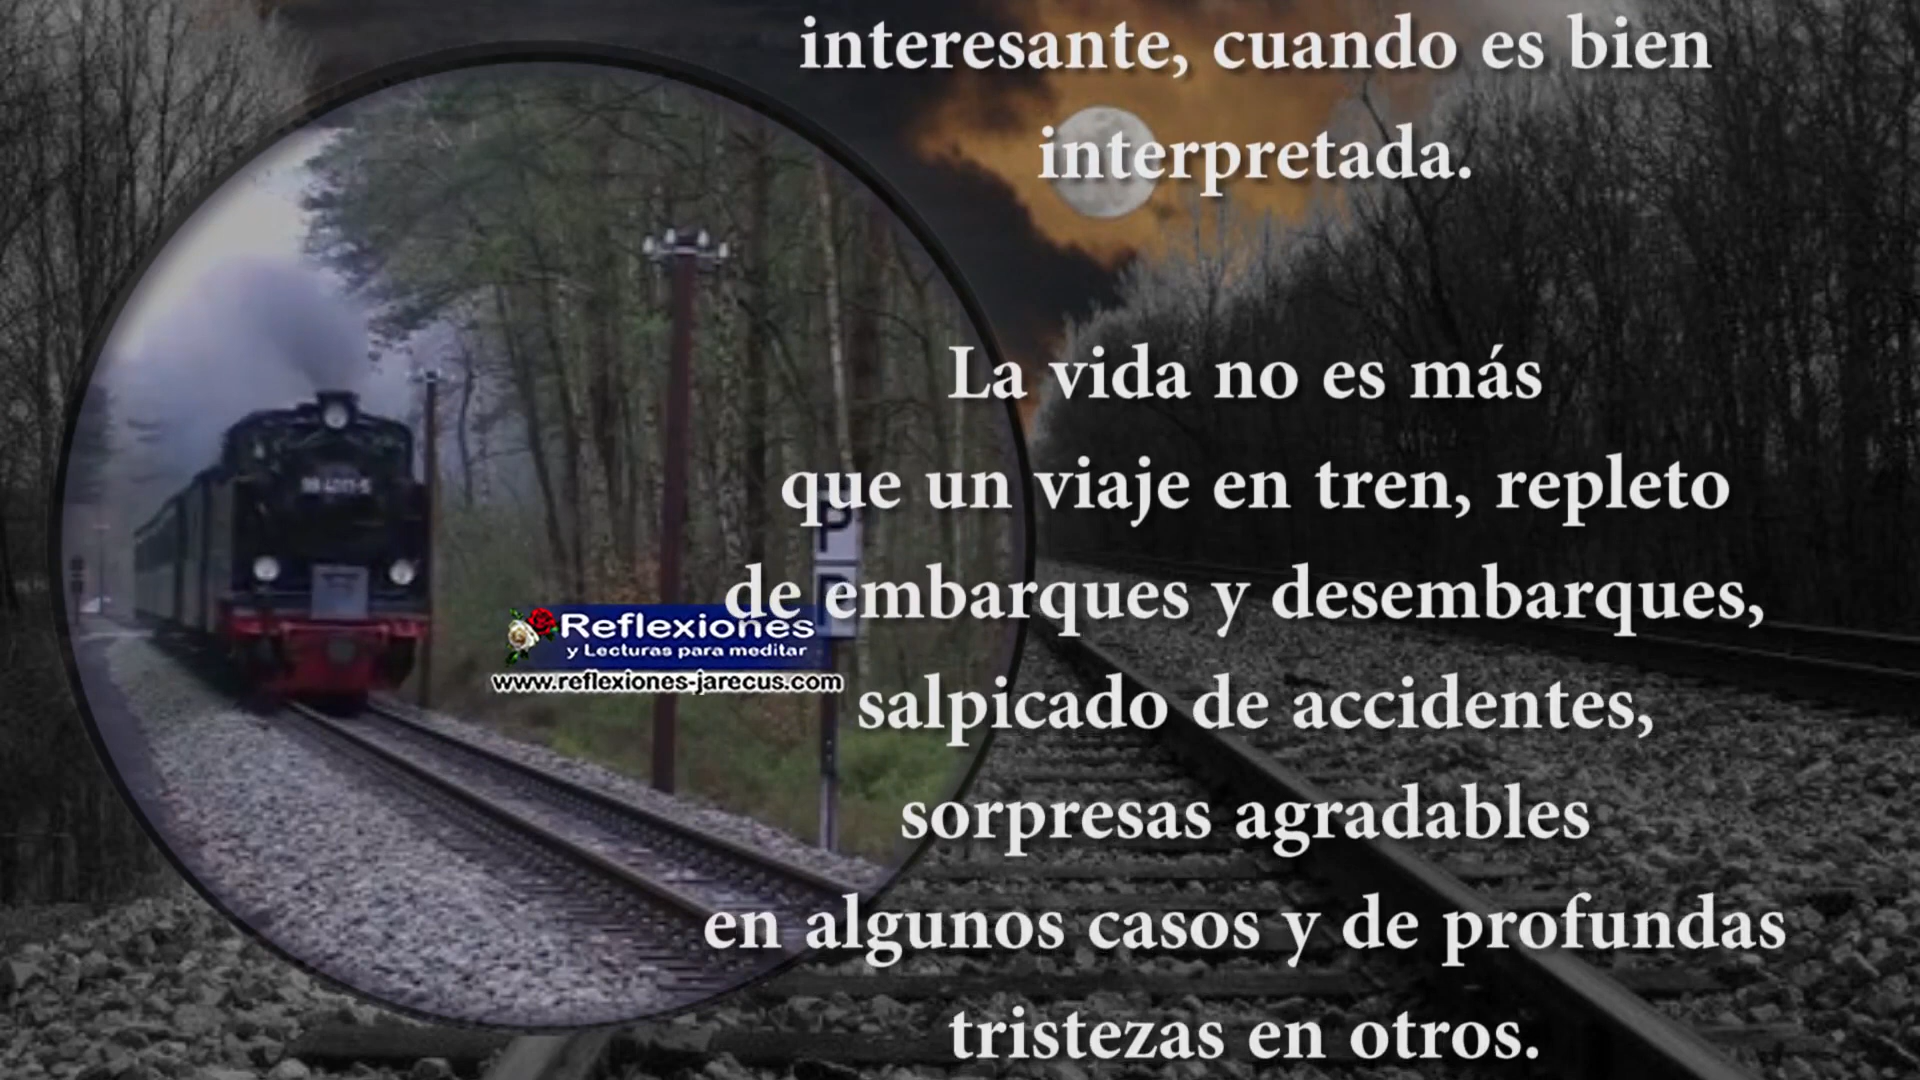 interesante, cuando es bien
interpretada.
La vida no es más
que un viaje en tren, repleto
de embarques y desembarques,
salpicado de accidentes,
sorpresas agradables
en algunos casos y de profundas
tristezas en otros.
Reflexiones
y Lecturas para meditar
www.reflexiones-jarecus.com
P